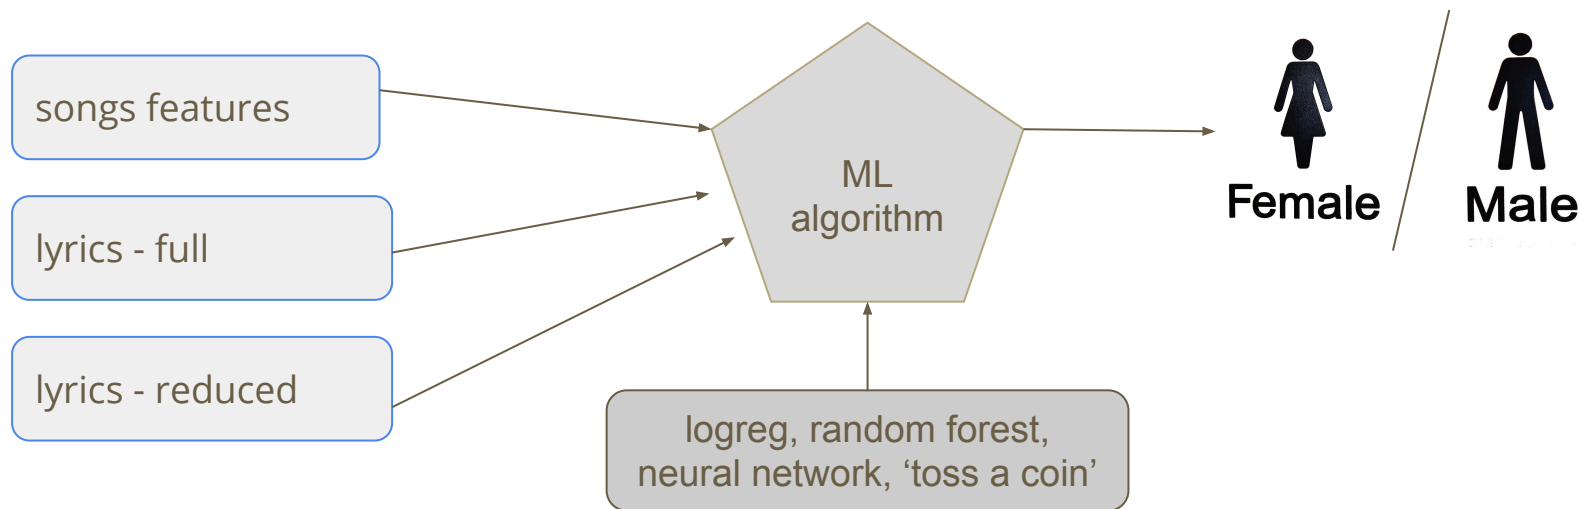 songs features
lyrics - full
lyrics - reduced
ML
algorithm
logreg, random forest,
neural network, ‘toss a coin’
Female
Male